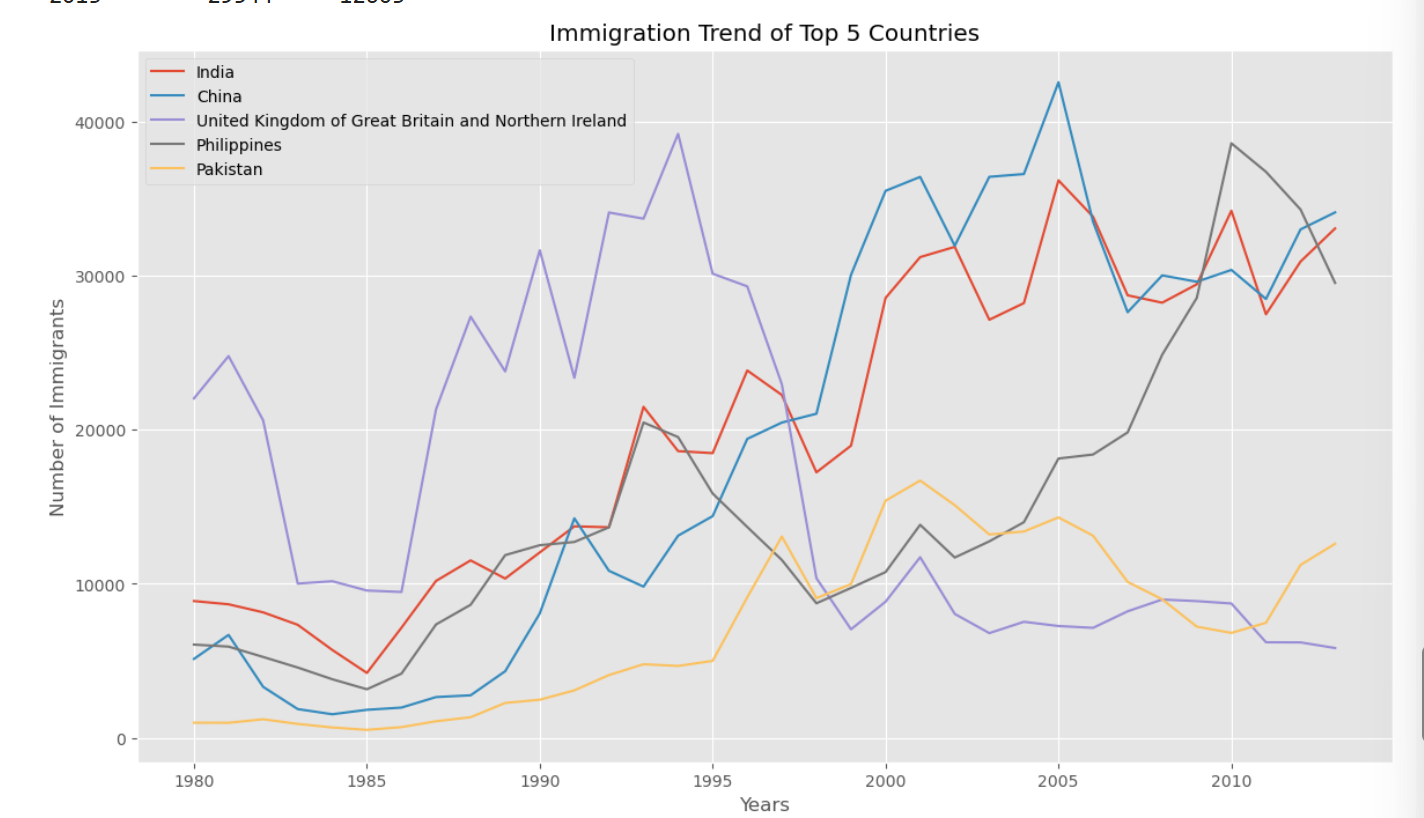 Immigration Trend of Top 5 Countries
India
China
United Kingdom of Great Britain and Northern Ireland
Philippines
Pakistan
Number of Immigrants
40000
30000
20000
10000
0
1980 1985 1990 1995 2000 2005 2010
Years